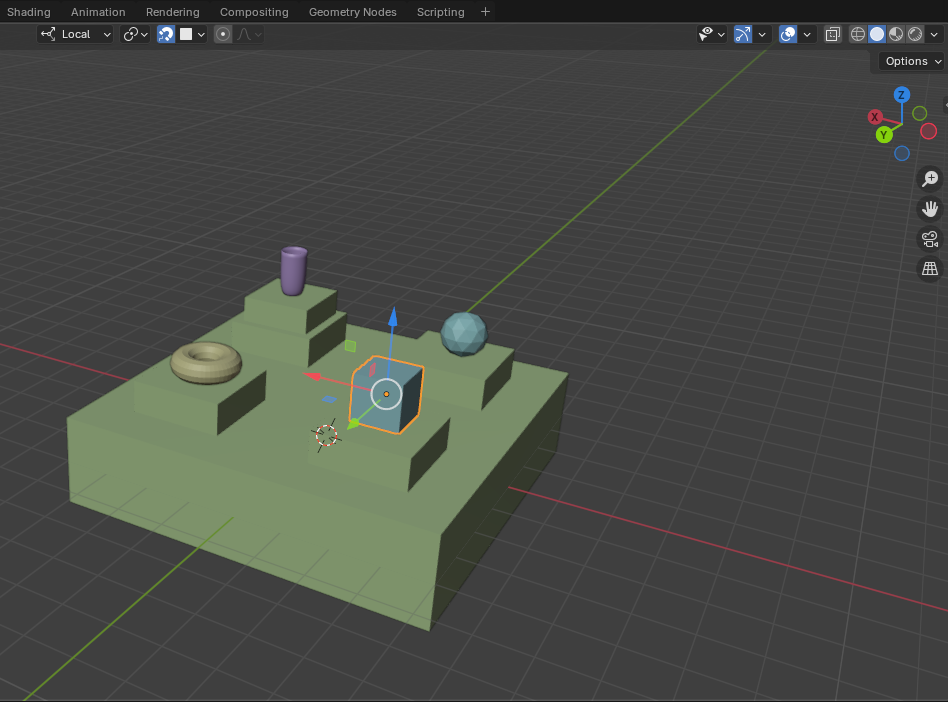 Shading Animation Rendering Compositing Geometry Nodes Scripting +
Local
Options
Z
X
Y